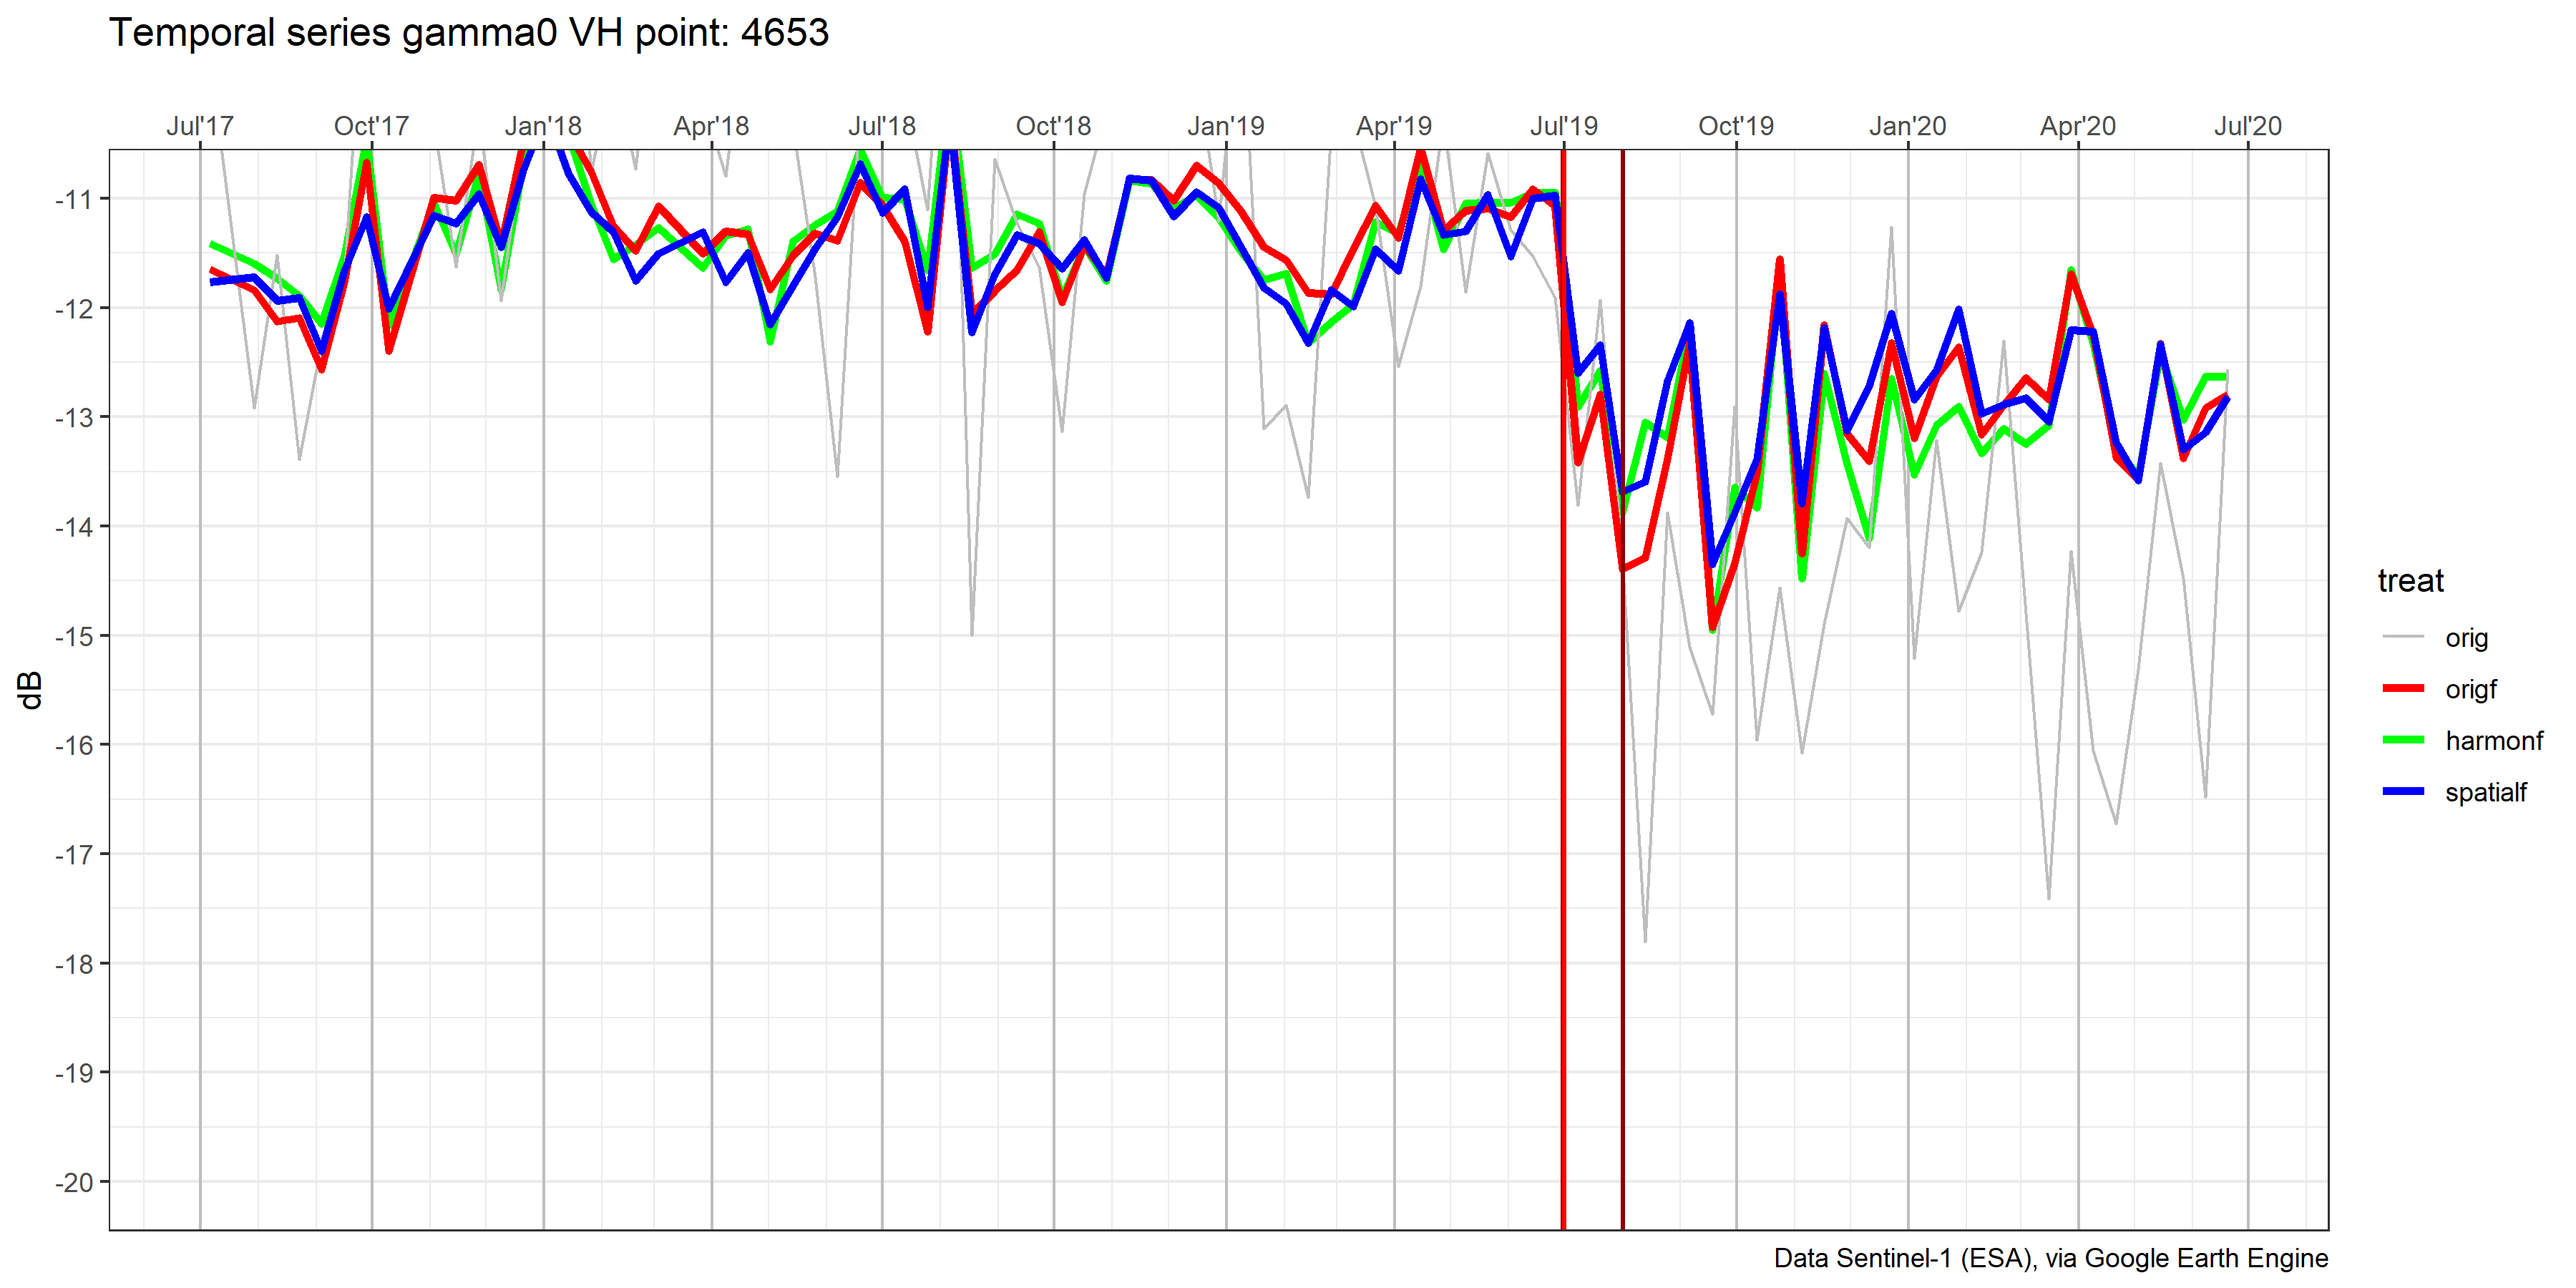 Temporal series gamma0 VH point: 4653
Jul'17 Oct'17 Jan'18 Apr'18 Jul'18 Oct'18 Jan'19 Apr'19 Jul'19 Oct'19 Jan'20 Apr'20 Jul'20
-11
-12
-13
-14
-15
-16
-17
-18
-19
-20
dB
treat
orig
origf
harmonf
spatialf
Data Sentinel-1 (ESA), via Google Earth Engine